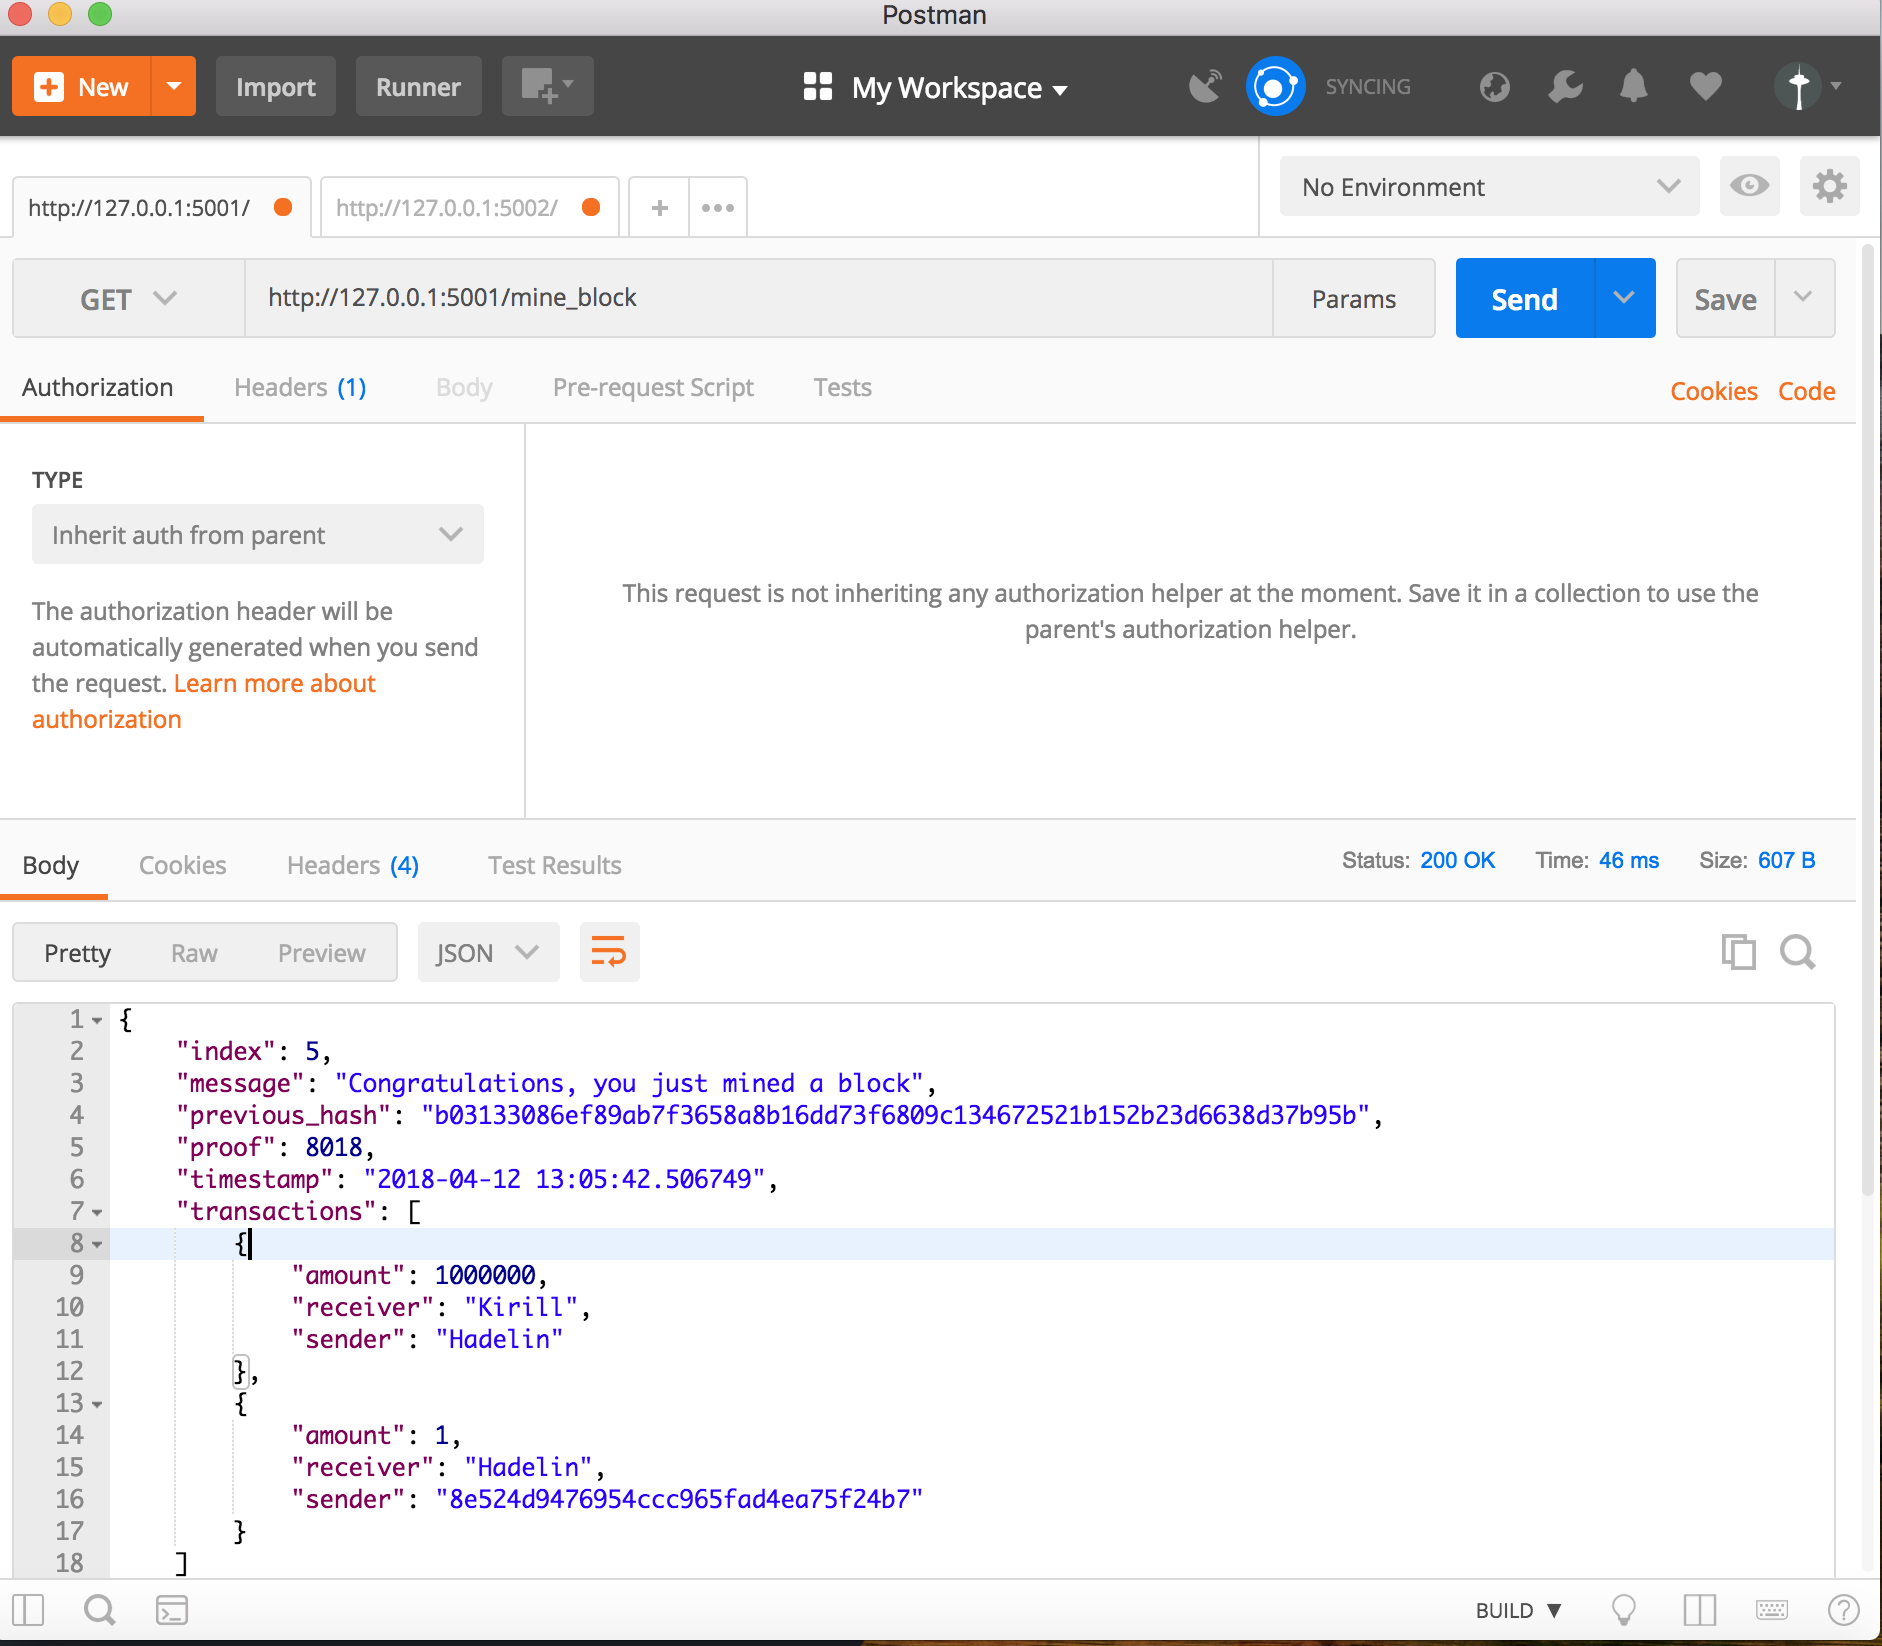 Postman
New
Import
Runner
My Workspace
SYNCING
http://127.0.0.1:5001/
http://127.0.0.1:5002/
+
•••
No Environment
GET
http://127.0.0.1:5001/mine_block
Params
Send
Save
Authorization
Headers (1)
Body
Pre-request Script
Tests
Cookies
Code
TYPE
Inherit auth from parent
The authorization header will be
automatically generated when you send
the request. Learn more about
authorization
This request is not inheriting any authorization helper at the moment. Save it in a collection to use the
parent's authorization helper.
Body
Cookies
Headers (4)
Test Results
Status: 200 OK
Time: 46 ms
Size: 607 B
Pretty
Raw
Preview
JSON
1 {
2 "index": 5,
3 "message": "Congratulations, you just mined a block",
4 "previous_hash": "b03133086ef89ab7f3658a8b16dd73f6809c134672521b152b23d6638d37b95b",
5 "proof": 8018,
6 "timestamp": "2018-04-12 13:05:42.506749",
7 "transactions": [
8 {
9 "amount": 1000000,
10 "receiver": "Kirill",
11 "sender": "Hadelin"
12 },
13 {
14 "amount": 1,
15 "receiver": "Hadelin",
16 "sender": "8e524d9476954ccc965fad4ea75f24b7"
17 }
18 ]
BUILD ▼
?